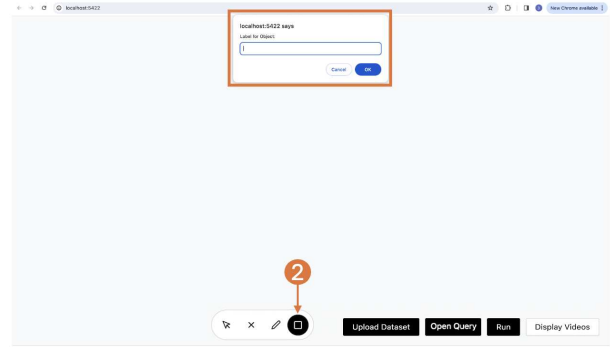 localhost:5422
New Chrome available
localhost:5422 says
Label for Object:
Cancel OK
2
Upload Dataset Open Query Run Display Videos